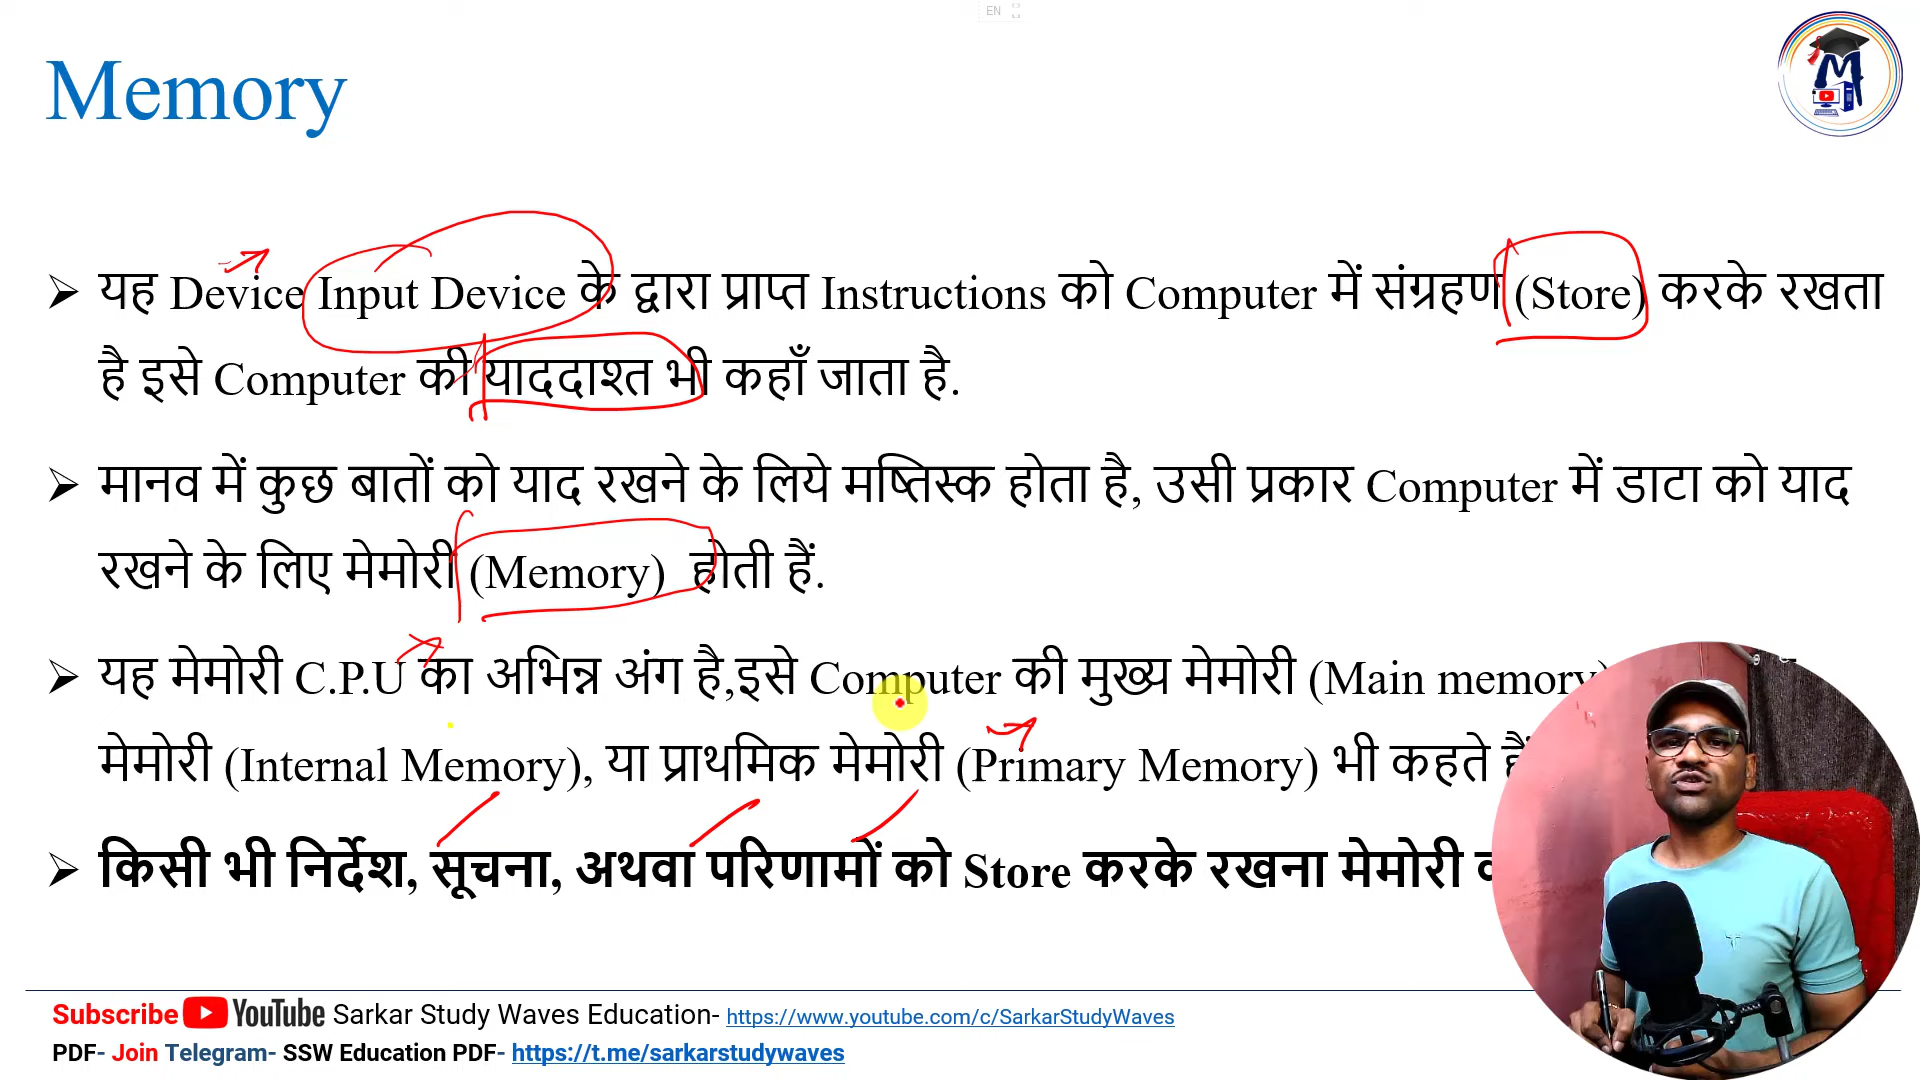 EN
Memory
➢ यह Device Input Device के द्वारा प्राप्त Instructions को Computer में संग्रहण (Store) करके रखता
है इसे Computer की याददाश्त भी कहाँ जाता है.
➢ मानव में कुछ बातों को याद रखने के लिये मष्तिस्क होता है, उसी प्रकार Computer में डाटा को याद
रखने के लिए मेमोरी (Memory) होती हैं.
➢ यह मेमोरी C.P.U का अभिन्न अंग है,इसे Computer की मुख्य मेमोरी (Main memory)
मेमोरी (Internal Memory), या प्राथमिक मेमोरी (Primary Memory) भी कहते हैं
➢ किसी भी निर्देश, सूचना, अथवा परिणामों को Store करके रखना मेमोरी
Subscribe YouTube Sarkar Study Waves Education- https://www.youtube.com/c/SarkarStudyWaves
PDF- Join Telegram- SSW Education PDF- https://t.me/sarkarstudywaves